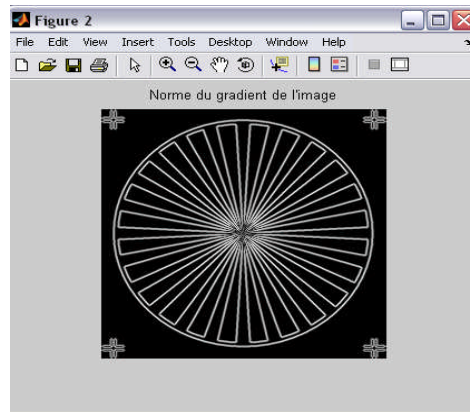 Figure 2
File Edit View Insert Tools Desktop Window Help
Norme du gradient de l'image